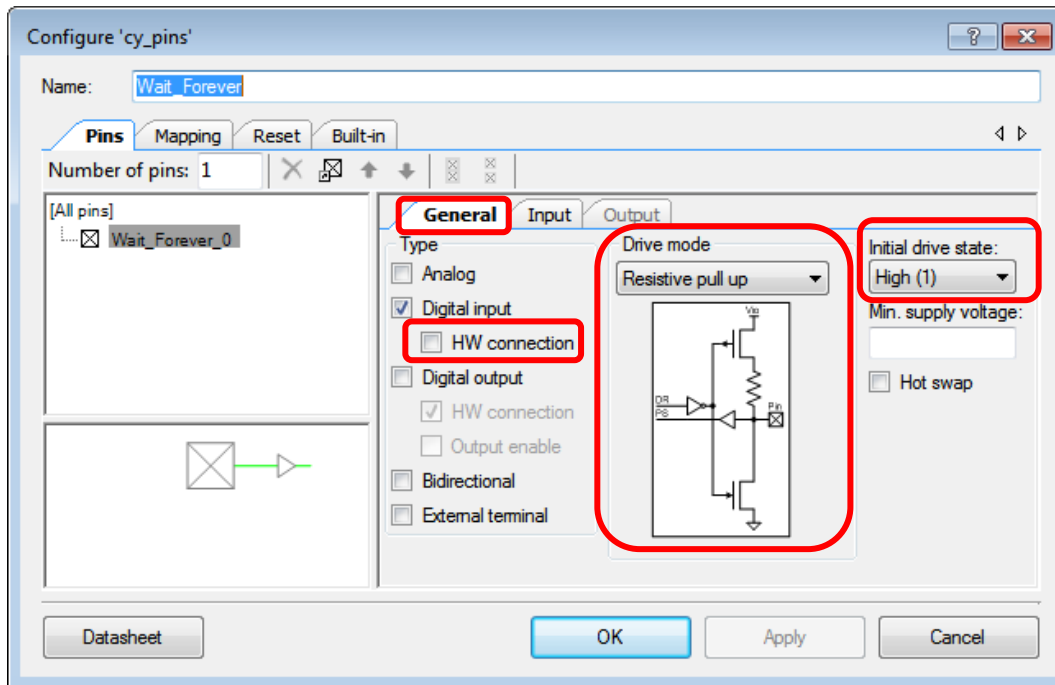 Configure 'cy_pins'
Name: Wait_Forever
Pins Mapping Reset Built-in
Number of pins: 1
[All pins]
Wait_Forever_0
General Input Output
Type
Analog
Digital input
HW connection
Digital output
HW connection
Output enable
Bidirectional
External terminal
Drive mode
Resistive pull up
Vio
DR
PS
Pin
Initial drive state:
High (1)
Min. supply voltage:
Hot swap
Datasheet OK Apply Cancel